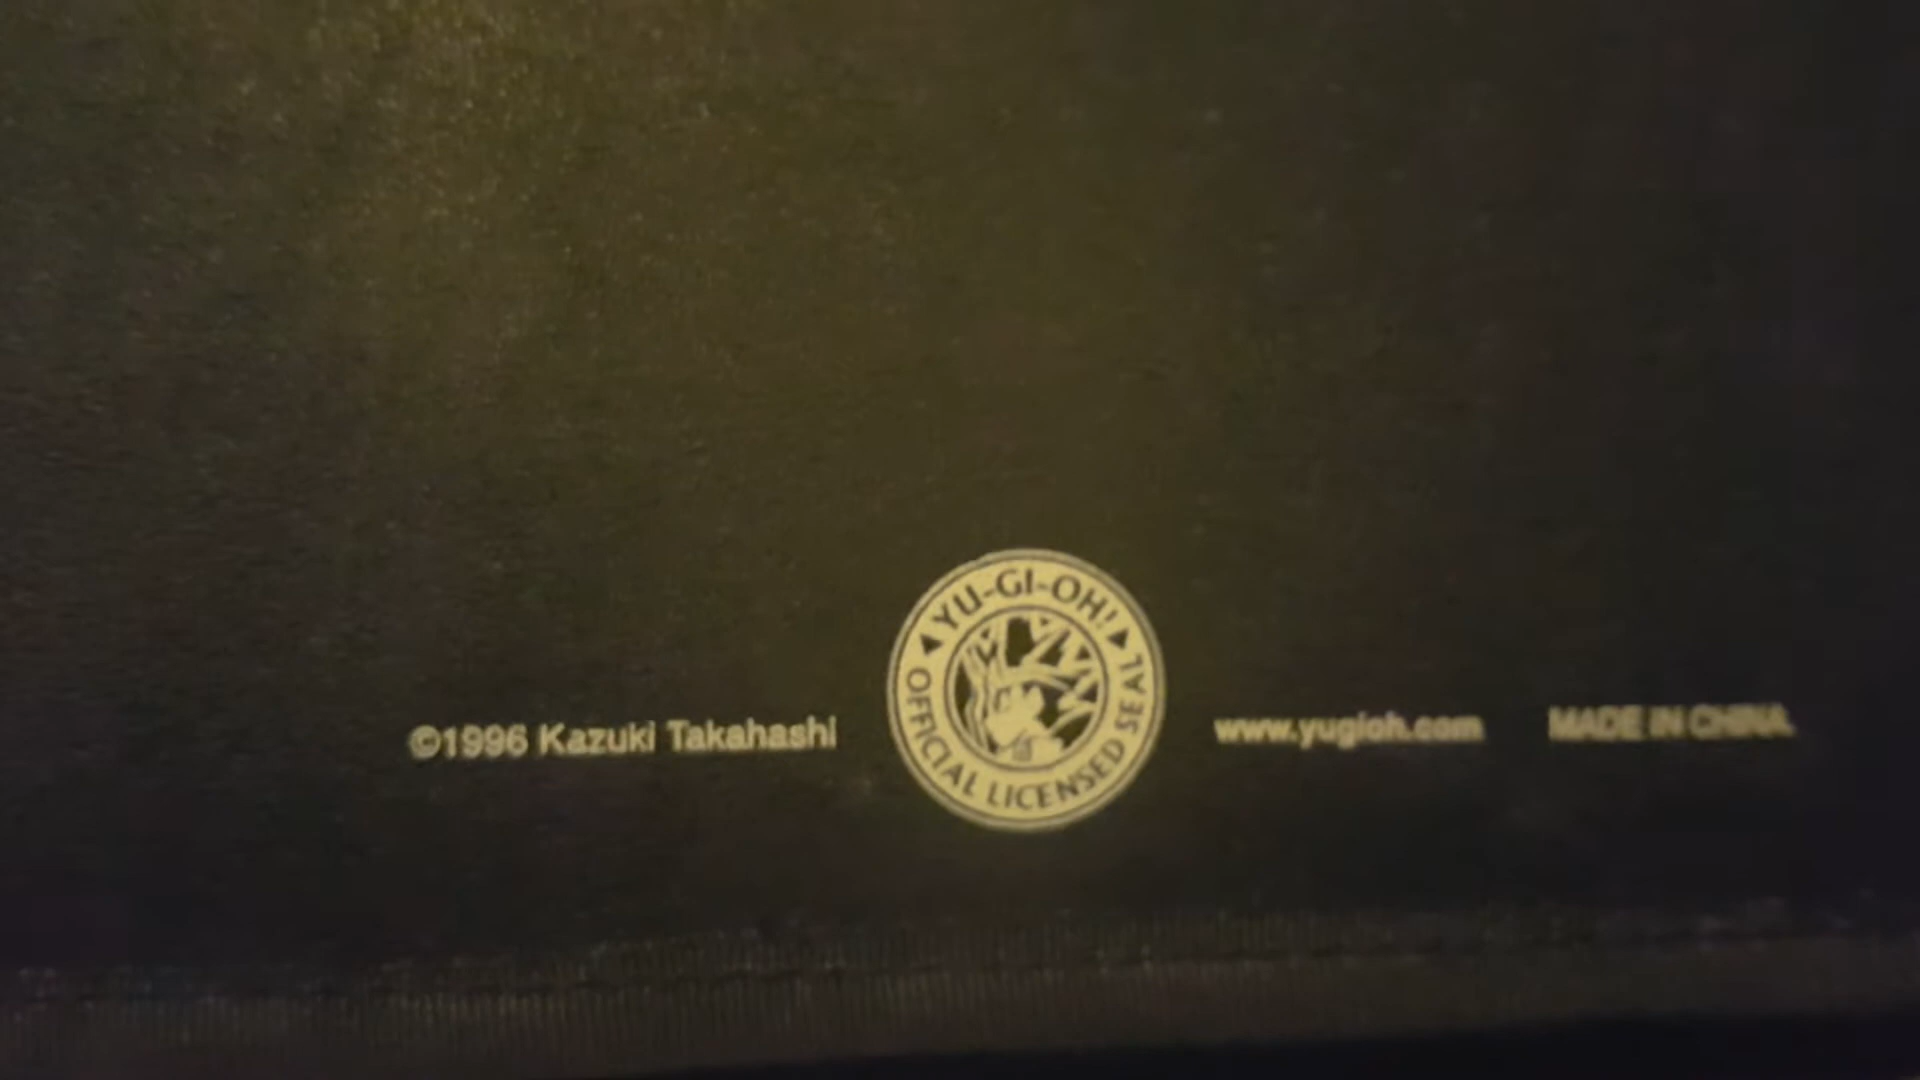 ©1996 Kazuki Takahashi
YU-GI-OH!
OFFICIAL LICENSED SEAL
www.yugioh.com
MADE IN CHINA.